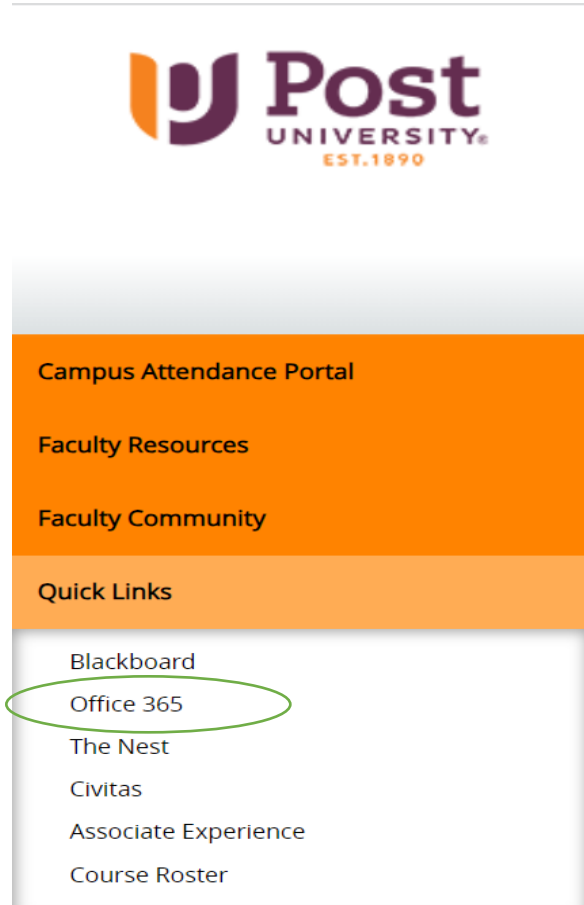 Post
UNIVERSITY®
EST.1890
Campus Attendance Portal
Faculty Resources
Faculty Community
Quick Links
Blackboard
Office 365
The Nest
Civitas
Associate Experience
Course Roster